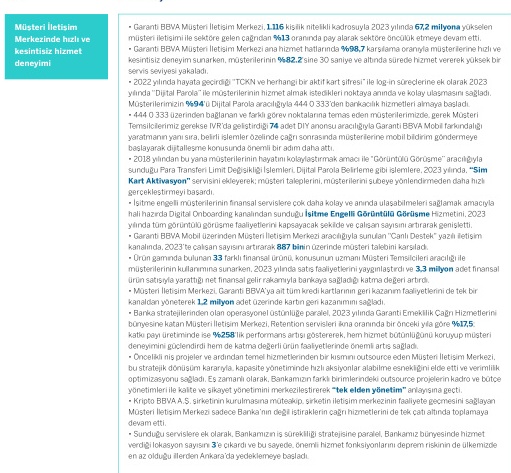 Müşteri İletişim
Merkezinde hızlı ve
kesintisiz hizmet
deneyimi
• Garanti BBVA Müşteri İletişim Merkezi, 1.116 kişilik nitelikli kadrosuyla 2023 yılında 67,2 milyona yükselen
müşteri iletişimi ile sektöre gelen çağrıdan %13 oranında pay alarak sektöre öncülük etmeye devam etti.
• Garanti BBVA Müşteri İletişim Merkezi ana hizmet hatlarında %98,7 karşılama oranıyla müşterilerine hızlı ve
kesintisiz deneyim sunarken, müşterilerinin %82.2'sine 30 saniye ve altında sürede hizmet vererek yüksek bir
servis seviyesi yakaladı.
• 2022 yılında hayata geçirdiği "TCKN ve herhangi bir aktif kart şifresi" ile log-in süreçlerine ek olarak 2023
yılında "Dijital Parola" ile müşterilerinin hizmet almak istedikleri noktaya anında ve kolay ulaşmasını sağladı.
Müşterilerimizin %94'ü Dijital Parola aracılığıyla 444 0 333'den bankacılık hizmetleri almaya başladı.
• 444 0 333 üzerinden bağlanan ve farklı görev noktalarına temas eden müşterilerimizde, gerek Müşteri
Temsilcilerimiz gerekse IVR'da geliştirdiği 74 adet DIY anonsu aracılığıyla Garanti BBVA Mobil farkındalığı
yaratmanın yanı sıra, belirli işlemler özelinde çağrı sonrasında müşterilerine mobil bildirim göndermeye
başlayarak dijitalleşme konusunda önemli bir adım daha attı.
• 2018 yılından bu yana müşterilerinin hayatını kolaylaştırmak amacı ile "Görüntülü Görüşme" aracılığıyla
sunduğu Para Transferi Limit Değişikliği İşlemleri, Dijital Parola Belirleme gibi işlemlere, 2023 yılında, "Sim
Kart Aktivasyon" servisini ekleyerek; müşteri taleplerini, müşterilerini şubeye yönlendirmeden daha hızlı
gerçekleştirmeyi başardı.
• İşitme engelli müşterilerinin finansal servislere çok daha kolay ve anında ulaşabilmeleri sağlamak amacıyla
hali hazırda Digital Onboarding kanalından sunduğu İşitme Engelli Görüntülü Görüşme Hizmetini, 2023
yılında tüm görüntülü görüşme faaliyetlerini kapsayacak şekilde ve çalışan sayısını artırarak genişletti.
• Garanti BBVA Mobil üzerinden Müşteri İletişim Merkezi aracılığıyla sunulan "Canlı Destek" yazılı iletişim
kanalında, 2023'te çalışan sayısını artırarak 887 binin üzerinde müşteri talebini karşıladı.
• Ürün gamında bulunan 33 farklı finansal ürünü, konusunun uzmanı Müşteri Temsilcileri aracılığı ile
müşterilerinin kullanımına sunarken, 2023 yılında satış faaliyetlerini yaygınlaştırdı ve 3,3 milyon adet finansal
ürün satışıyla yarattığı net finansal gelir rakamıyla bankaya sağladığı katma değeri artırdı.
• Müşteri İletişim Merkezi, Garanti BBVA'ya ait tüm kredi kartlarının geri kazanım faaliyetlerini de tek bir
kanaldan yöneterek 1,2 milyon adet üzerinde kartın geri kazanımını sağladı.
• Banka stratejilerinden olan operasyonel üstünlüğe paralel, 2023 yılında Garanti Emeklilik Çağrı Hizmetlerini
bünyesine katan Müşteri İletişim Merkezi, Retention servisleri ikna oranında bir önceki yıla göre %17,5;
katkı payı üretiminde ise %258'lik performans artışı göstererek, hem hizmet bütünlüğünü koruyup müşteri
deneyimini güçlendirdi hem de katma değerli ürün faaliyetlerinde önemli artış sağladı.
• Öncelikli niş projeler ve ardından temel hizmetlerinden bir kısmını outsource eden Müşteri İletişim Merkezi,
bu stratejik dönüşüm kararıyla, kapasite yönetiminde hızlı aksiyonlar alabilme esnekliğini elde etti ve verimlilik
optimizasyonu sağladı. Eş zamanlı olarak, Bankamızın farklı birimlerindeki outsource projelerin kadro ve bütçe
yönetimleri ile kalite ve şikayet yönetimini merkezileştirerek "tek elden yönetim" anlayışına geçti.
• Kripto BBVA A.Ş. şirketinin kurulmasına müteakip, şirketin iletişim merkezinin faaliyete geçmesini sağlayan
Müşteri İletişim Merkezi sadece Banka'nın değil iştiraklerin çağrı hizmetlerini de tek çatı altında toplamaya
devam etti.
• Sunduğu servislere ek olarak, Bankamızın iş sürekliliği stratejisine paralel, Bankamız bünyesinde hizmet
verdiği lokasyon sayısını 3'e çıkardı ve bu sayede, önemli hizmet fonksiyonlarını deprem riskinin de ülkemizde
en az olduğu illerden Ankara'da yedeklemeye başladı.